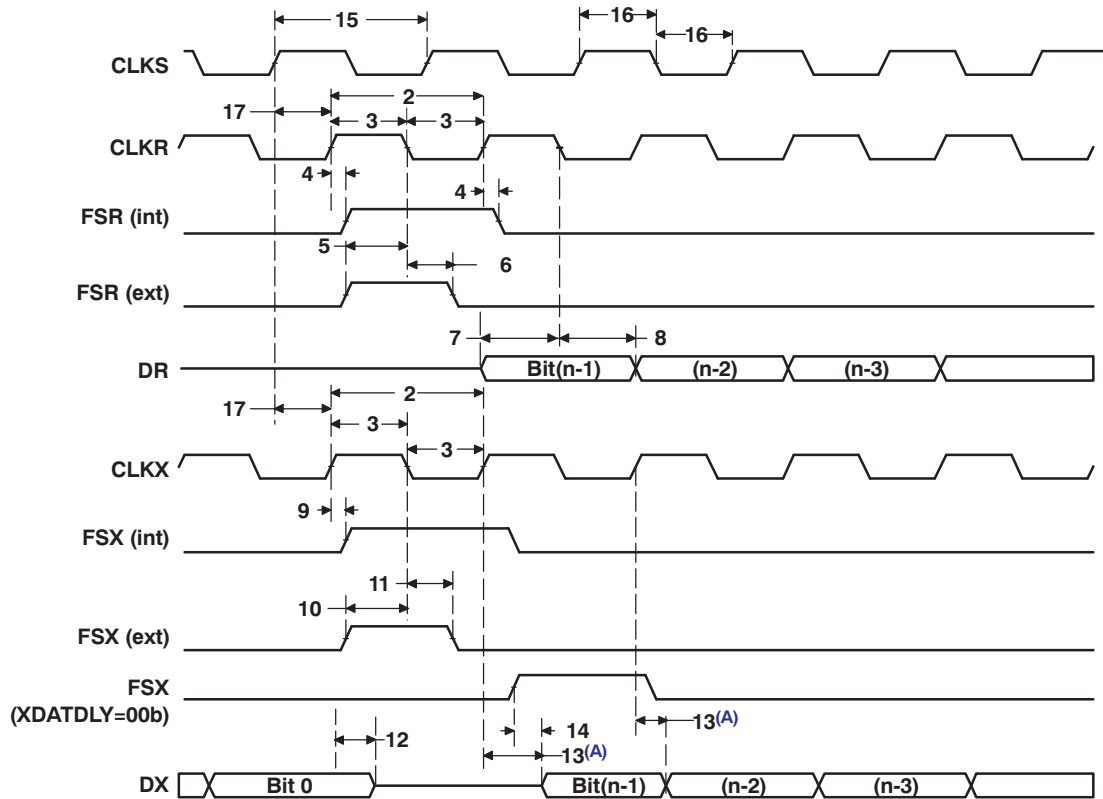 15
16
16
CLKS
2
17
3
3
CLKR
4
4
FSR (int)
5
6
FSR (ext)
7
8
DR
Bit(n-1)
(n-2)
(n-3)
2
17
3
3
CLKX
9
FSX (int)
11
10
FSX (ext)
FSX
(XDATDLY=00b)
14
13(A)
12
13(A)
DX
Bit 0
Bit(n-1)
(n-2)
(n-3)